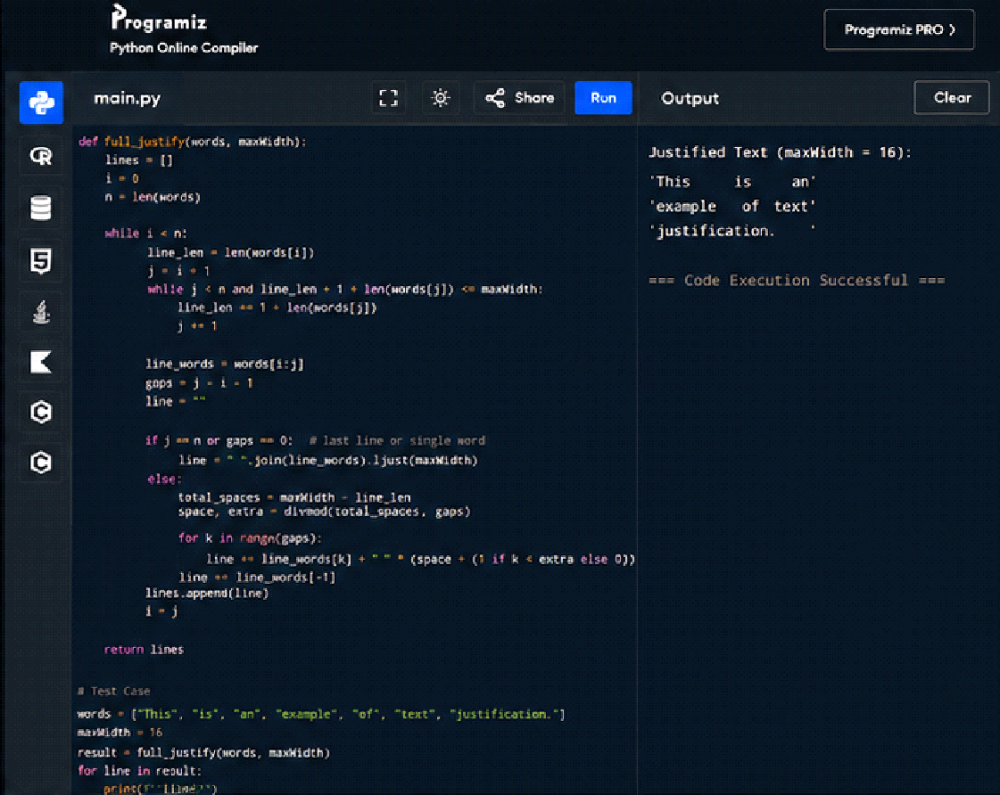 Programiz
Python Online Compiler
Programiz PRO >
main.py
Share
Run
Output
Clear
def full_justify(words, maxWidth):
    lines = []
    i = 0
    n = len(words)
    while i < n:
        line_len = len(words[i])
        j = i + 1
        while j < n and line_len + 1 + len(words[j]) <= maxWidth:
            line_len += 1 + len(words[j])
            j += 1
        line_words = words[i:j]
        gaps = j - i - 1
        line = ""
        if j == n or gaps == 0:  # last line or single word
            line = " ".join(line_words).ljust(maxWidth)
        else:
            total_spaces = maxWidth - line_len
            space, extra = divmod(total_spaces, gaps)
            for k in range(gaps):
                line += line_words[k] + " " * (space + (1 if k < extra else 0))
            line += line_words[-1]
        lines.append(line)
        i = j
    return lines
# Test Case
words = ["This", "is", "an", "example", "of", "text", "justification."]
maxWidth = 16
result = full_justify(words, maxWidth)
for line in result:
Justified Text (maxWidth = 16):
'This    is    an'
'example  of text'
'justification.  '
=== Code Execution Successful ===